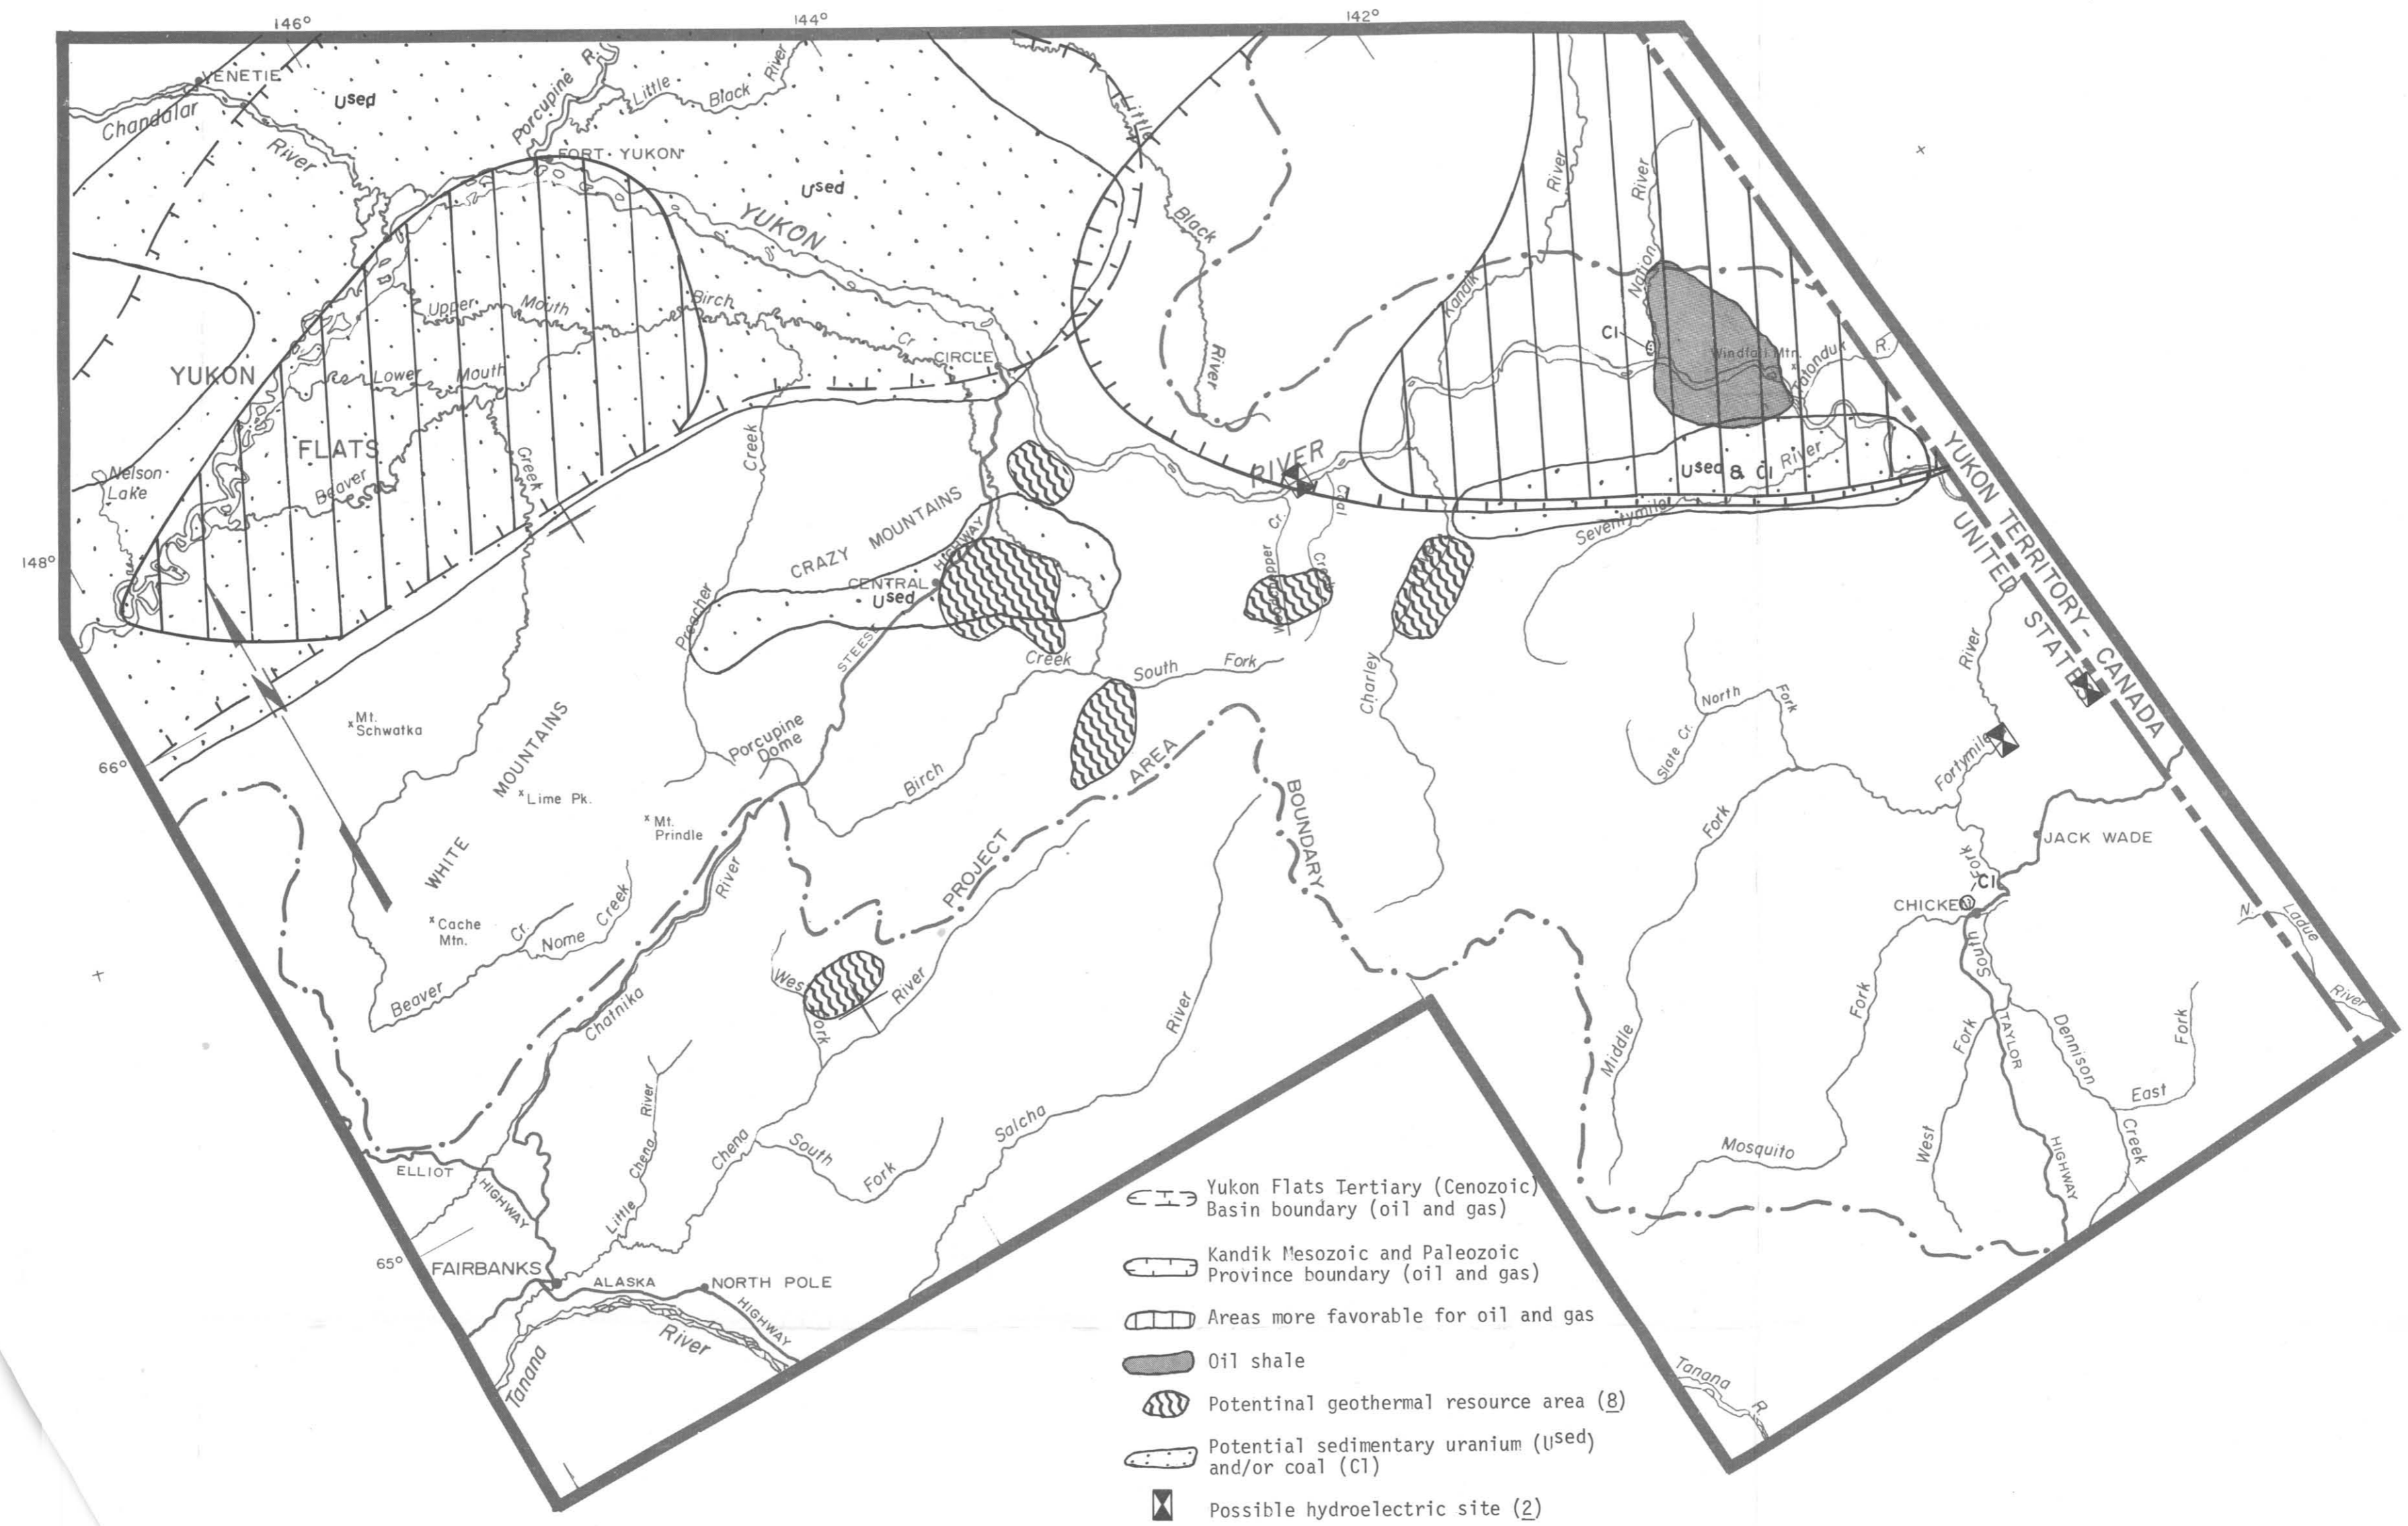 146°
144°
142°
VENETIE
Used
Chandalar
River
Porcupine R.
Little Black River
FORT YUKON
Used
YUKON
Little
Black
River
Kandik
River
Nation
River
Cl
Windfall Mtn.
Tatonduk R.
Upper Mouth Birch
Cr
CIRCLE
YUKON
Lower Mouth
FLATS
Beaver
Creek
Creek
Nelson
Lake
RIVER
Used & Cl
River
Seventymile
148°
CRAZY MOUNTAINS
CENTRAL
Used
STEESE
HIGHWAY
Preacher
Cr.
Woodchopper
Coal
Creek
Creek
South Fork
Charley
YUKON TERRITORY - CANADA
UNITED
STATES
River
North
Fork
Slate Cr.
Fortymile
66°
Mt.
Schwatka
WHITE
MOUNTAINS
Lime Pk.
Mt.
Prindle
Porcupine
Dome
Birch
PROJECT
AREA
BOUNDARY
Fork
JACK WADE
Fork
Cl
CHICKEN
South
N.
Ladue
River
Cache
Mtn.
Cr.
Nome Creek
Beaver
River
Chatnika
West
Fork
River
River
Middle
Fork
Fork
TAYLOR
HIGHWAY
Dennison
Fork
East
Creek
West
Mosquito
Little Chena River
Chena
South
Fork
Salcha
ELLIOT
HIGHWAY
65°
FAIRBANKS
ALASKA
HIGHWAY
NORTH POLE
Tanana
River
Tanana
R.
Yukon Flats Tertiary (Cenozoic)
Basin boundary (oil and gas)
Kandik Mesozoic and Paleozoic
Province boundary (oil and gas)
Areas more favorable for oil and gas
Oil shale
Potentinal geothermal resource area (8)
Potential sedimentary uranium (Used)
and/or coal (Cl)
Possible hydroelectric site (2)